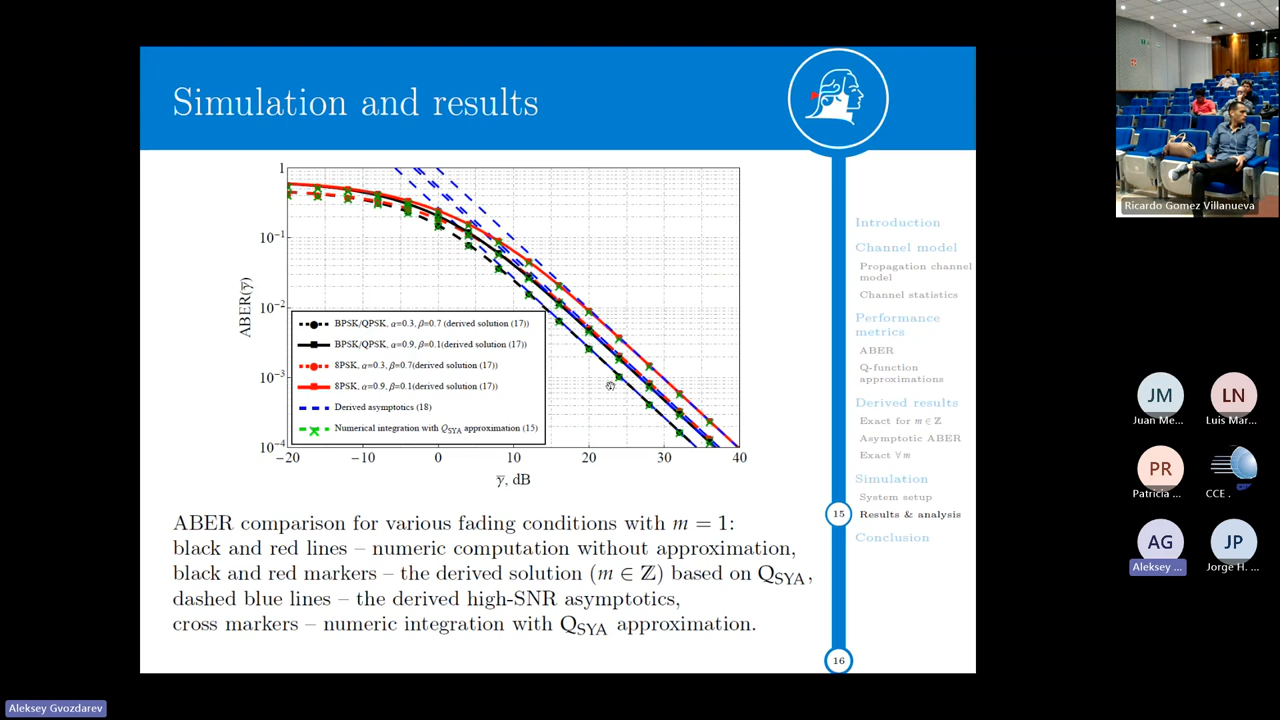 Simulation and results
1
10⁻¹
10⁻²
10⁻³
10⁻⁴
ABER(γ̅)
BPSK/QPSK, α=0.3, β=0.7 (derived solution (17))
BPSK/QPSK, α=0.9, β=0.1(derived solution (17))
8PSK, α=0.3, β=0.7(derived solution (17))
8PSK, α=0.9, β=0.1(derived solution (17))
Derived asymptotics (18)
Numerical integration with Q_SYA approximation (15)
−20 −10 0 10 20 30 40
γ̅, dB
ABER comparison for various fading conditions with m = 1:
black and red lines – numeric computation without approximation,
black and red markers – the derived solution (m ∈ ℤ) based on Q_SYA,
dashed blue lines – the derived high-SNR asymptotics,
cross markers – numeric integration with Q_SYA approximation.
Introduction
Channel model
Propagation channel
model
Channel statistics
Performance
metrics
ABER
Q-function
approximations
Derived results
Exact for m ∈ ℤ
Asymptotic ABER
Exact ∀ m
Simulation
System setup
15 Results & analysis
Conclusion
16
Ricardo Gomez Villanueva
JM LN
Juan Me... Luis Mar...
PR
Patricia ... CCE .
AG JP
Aleksey ... Jorge H. ...
Aleksey Gvozdarev